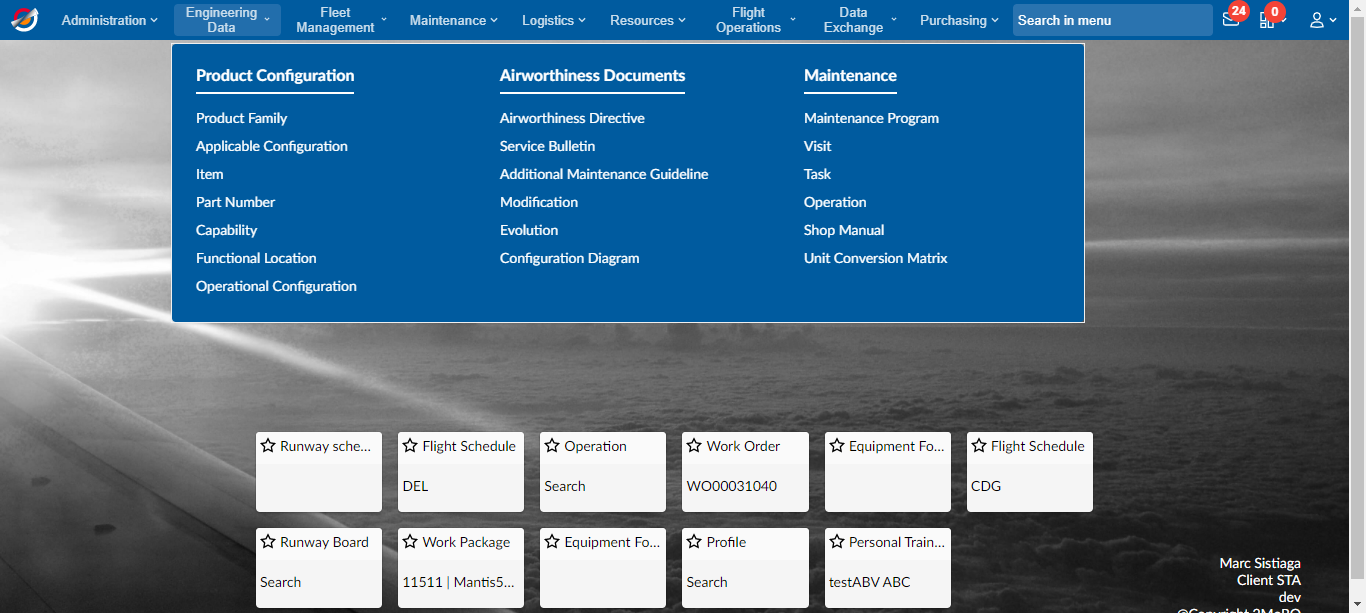 Administration
Engineering
Data
Fleet
Management
Maintenance
Logistics
Resources
Flight
Operations
Data
Exchange
Purchasing
Search in menu
24
0
Product Configuration
Product Family
Applicable Configuration
Item
Part Number
Capability
Functional Location
Operational Configuration
Airworthiness Documents
Airworthiness Directive
Service Bulletin
Additional Maintenance Guideline
Modification
Evolution
Configuration Diagram
Maintenance
Maintenance Program
Visit
Task
Operation
Shop Manual
Unit Conversion Matrix
Runway sche...
Flight Schedule
DEL
Operation
Search
Work Order
WO00031040
Equipment Fo...
Flight Schedule
CDG
Runway Board
Search
Work Package
11511 | Mantis5...
Equipment Fo...
Profile
Search
Personal Train...
testABV ABC
Marc Sistiaga
Client STA
dev
@Copyright 2MoRO